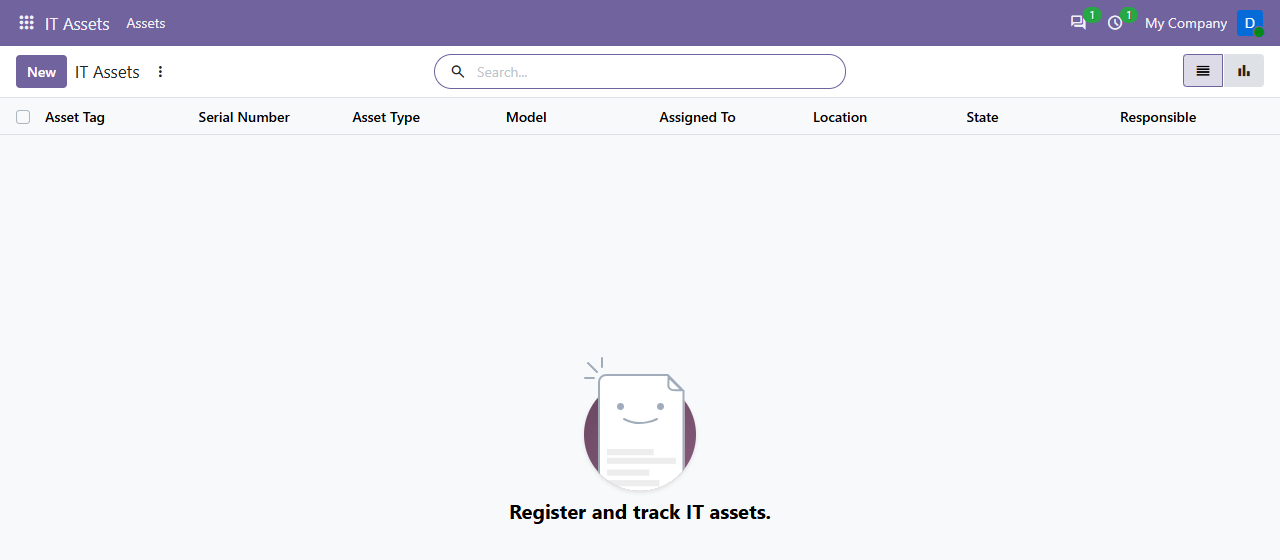 IT Assets Assets 1 1 My Company D
New IT Assets Search...
Asset Tag Serial Number Asset Type Model Assigned To Location State Responsible
Register and track IT assets.